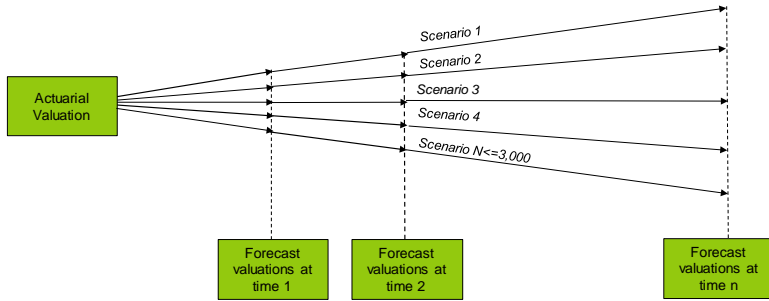 Scenario 1
Scenario 2
Actuarial
Valuation
Scenario 3
Scenario 4
Scenario N<=3,000
Forecast
valuations at
time 1
Forecast
valuations at
time 2
Forecast
valuations at
time n